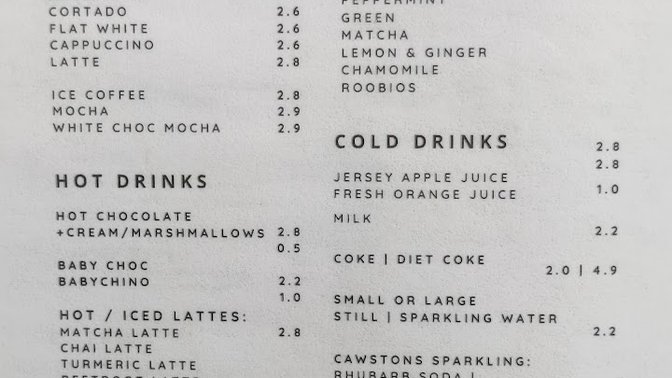 CORTADO 2.6
FLAT WHITE 2.6
CAPPUCCINO 2.6
LATTE 2.8
ICE COFFEE 2.8
MOCHA 2.9
WHITE CHOC MOCHA 2.9
HOT DRINKS
HOT CHOCOLATE
+CREAM/MARSHMALLOWS 2.8
0.5
BABY CHOC
BABYCHINO 2.2
1.0
HOT / ICED LATTES:
MATCHA LATTE 2.8
CHAI LATTE
TURMERIC LATTE
BEETROOT LATTE
PEPPERMINT
GREEN
MATCHA
LEMON & GINGER
CHAMOMILE
ROOBIOS
COLD DRINKS
2.8
2.8
JERSEY APPLE JUICE
FRESH ORANGE JUICE 1.0
MILK
2.2
COKE | DIET COKE
2.0 | 4.9
SMALL OR LARGE
STILL | SPARKLING WATER
2.2
CAWSTONS SPARKLING:
RHUBARB SODA |